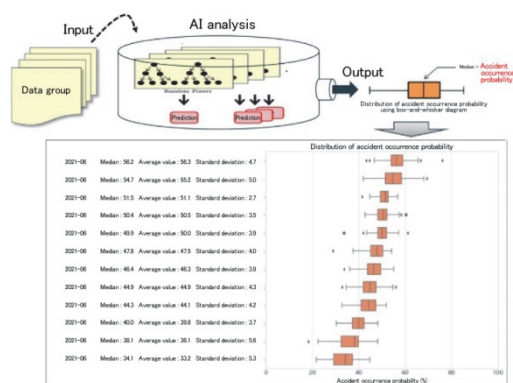 Input
AI analysis
Data group
Random Forest
Prediction
Prediction
Output
Median = Accident
occurrence
probability
Distribution of accident occurrence probability
using box-and-whisker diagram
Distribution of accident occurrence probability
2021-06 Median : 56.2 Average value : 56.3 Standard deviation : 4.7
2021-06 Median : 54.7 Average value : 55.2 Standard deviation : 5.0
2021-06 Median : 51.5 Average value : 51.1 Standard deviation : 2.7
2021-06 Median : 50.4 Average value : 50.5 Standard deviation : 3.5
2021-06 Median : 49.9 Average value : 50.0 Standard deviation : 3.9
2021-06 Median : 47.8 Average value : 47.5 Standard deviation : 4.0
2021-06 Median : 46.4 Average value : 46.3 Standard deviation : 3.9
2021-06 Median : 44.9 Average value : 44.9 Standard deviation : 4.3
2021-06 Median : 44.3 Average value : 44.1 Standard deviation : 4.2
2021-06 Median : 40.0 Average value : 39.8 Standard deviation : 3.7
2021-06 Median : 38.1 Average value : 36.1 Standard deviation : 5.6
2021-06 Median : 34.1 Average value : 33.2 Standard deviation : 5.3
0 20 40 60 80 100
Accident occurrence probability (%)